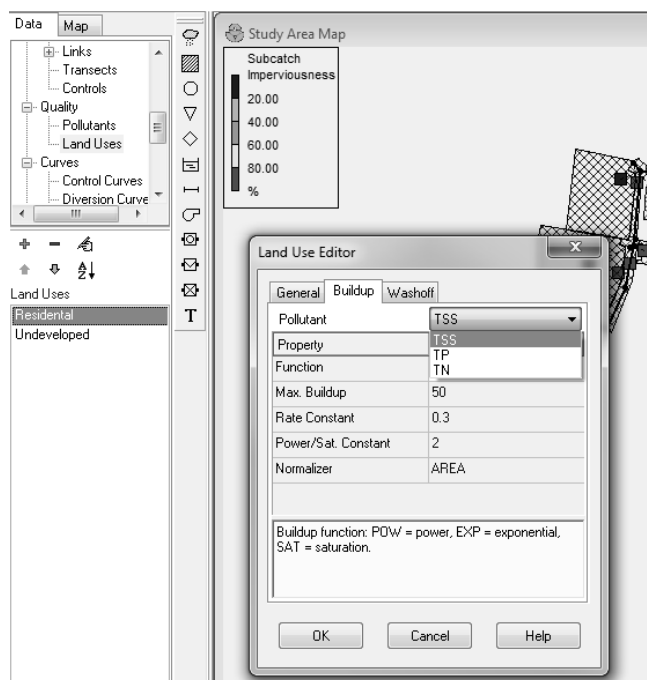 Data Map
Links
Transects
Controls
Quality
Pollutants
Land Uses
Curves
Control Curves
Diversion Curve
Land Uses
Residental
Undeveloped
T
Study Area Map
Subcatch
Imperviousness
20.00
40.00
60.00
80.00
%
Land Use Editor
General Buildup Washoff
Pollutant TSS
Property TSS
TP
Function TN
Max. Buildup 50
Rate Constant 0.3
Power/Sat. Constant 2
Normalizer AREA
Buildup function: POW = power, EXP = exponential,
SAT = saturation.
OK Cancel Help